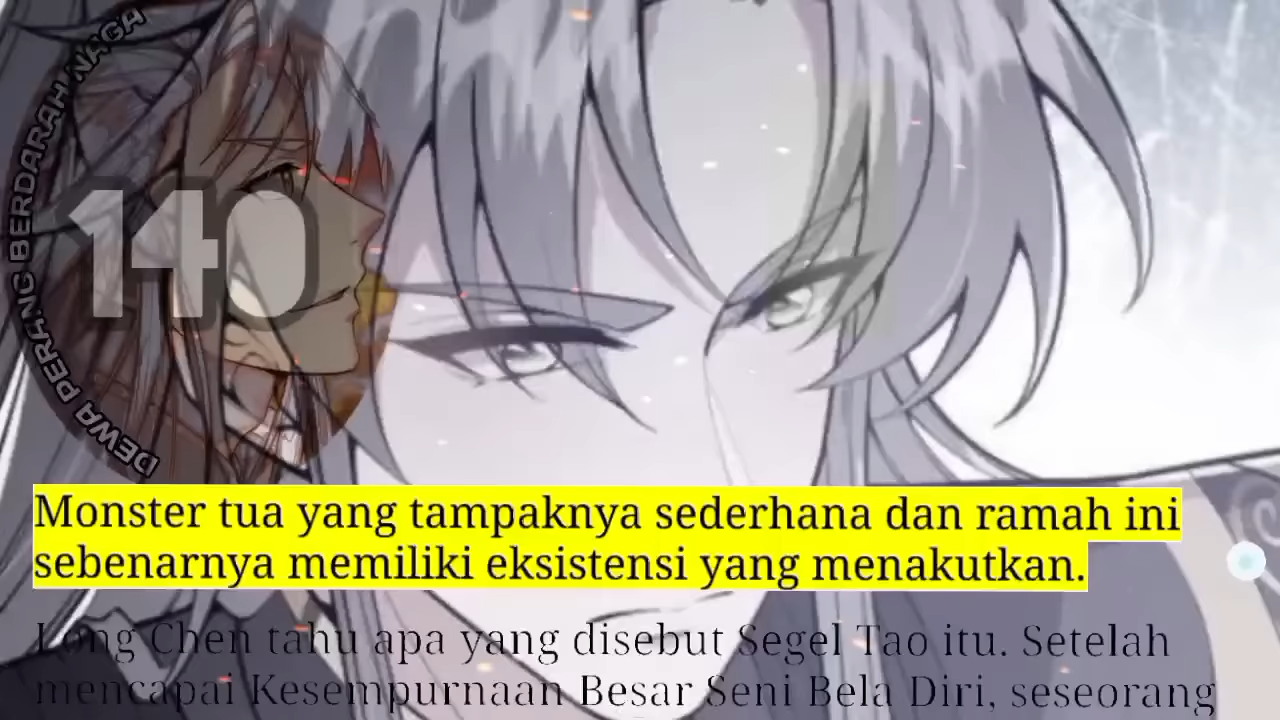 DEWA PERANG BERDARAH NAGA
140
Monster tua yang tampaknya sederhana dan ramah ini
sebenarnya memiliki eksistensi yang menakutkan.
Long Chen tahu apa yang disebut Segel Tao itu. Setelah
mencapai Kesempurnaan Besar Seni Bela Diri, seseorang